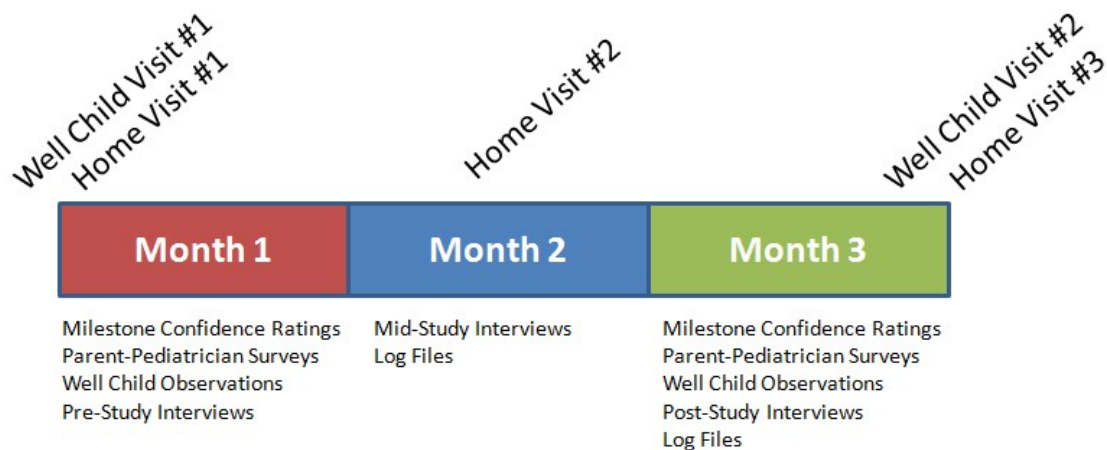 Well Child Visit #1
Home Visit #1
Home Visit #2
Well Child Visit #2
Home Visit #3
Month 1
Month 2
Month 3
Milestone Confidence Ratings
Parent-Pediatrician Surveys
Well Child Observations
Pre-Study Interviews
Mid-Study Interviews
Log Files
Milestone Confidence Ratings
Parent-Pediatrician Surveys
Well Child Observations
Post-Study Interviews
Log Files